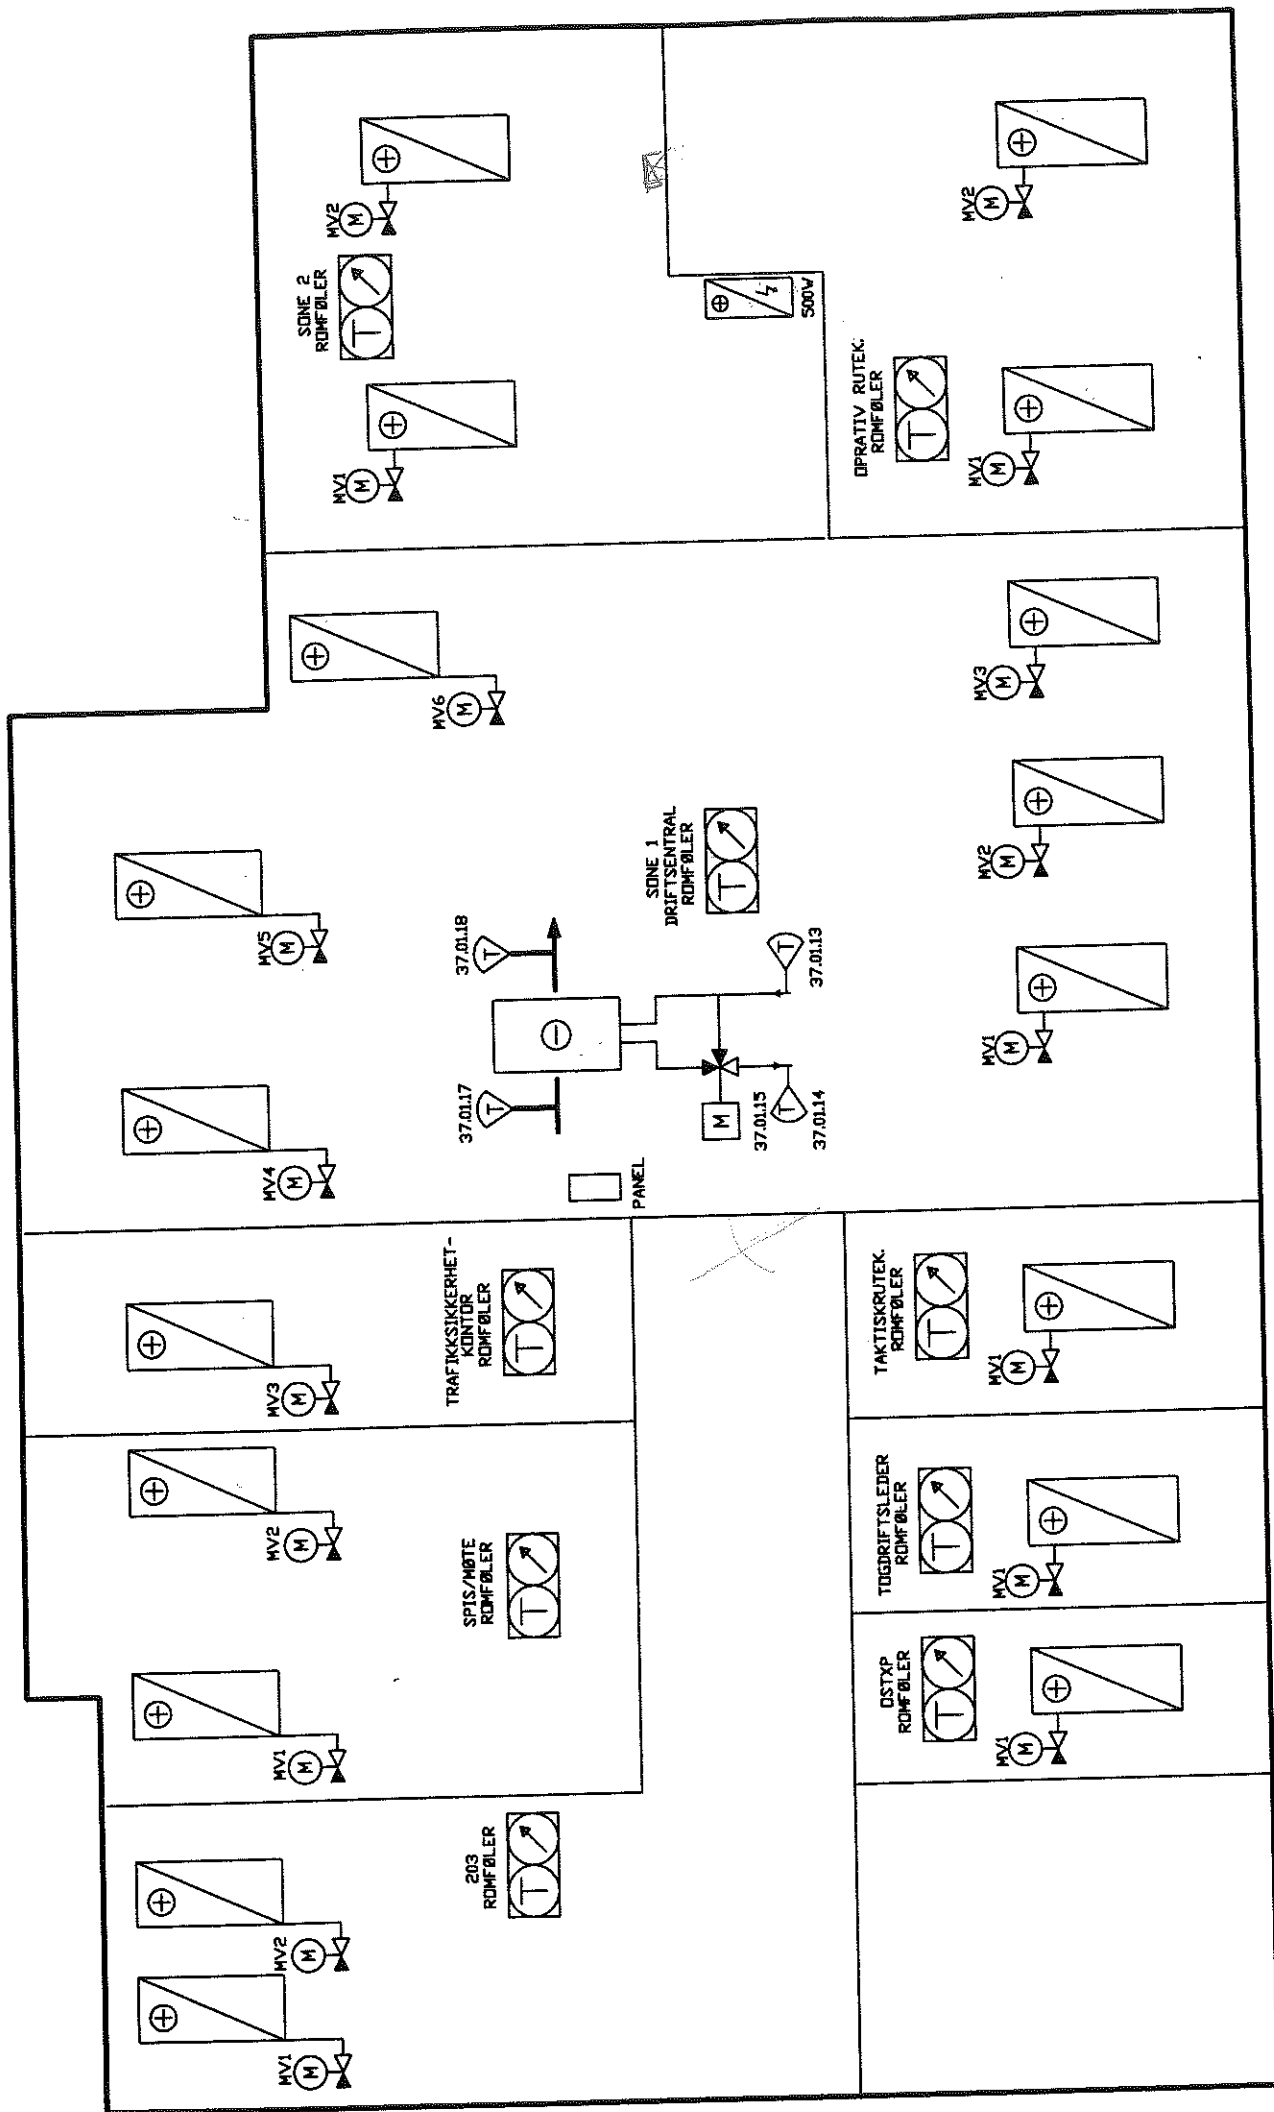 MV1
MV2
203
ROMFØLER
MV1
MV2
SPIS/MØTE
ROMFØLER
MV3
TRAFIKKSIKKERHET-
KONTOR
ROMFØLER
MV4
MV5
MV6
37.01.17
37.01.18
PANEL
M
37.01.15
37.01.14
37.01.13
SONE 1
DRIFTSENTRAL
ROMFØLER
MV1
MV2
MV3
MV1
SONE 2
ROMFØLER
MV2
500W
OPRATIV RUTEK.
ROMFØLER
MV1
MV2
OSTXP
ROMFØLER
MV1
TOGDRIFTSLEDER
ROMFØLER
MV1
TAKTISKRUTEK.
ROMFØLER
MV1